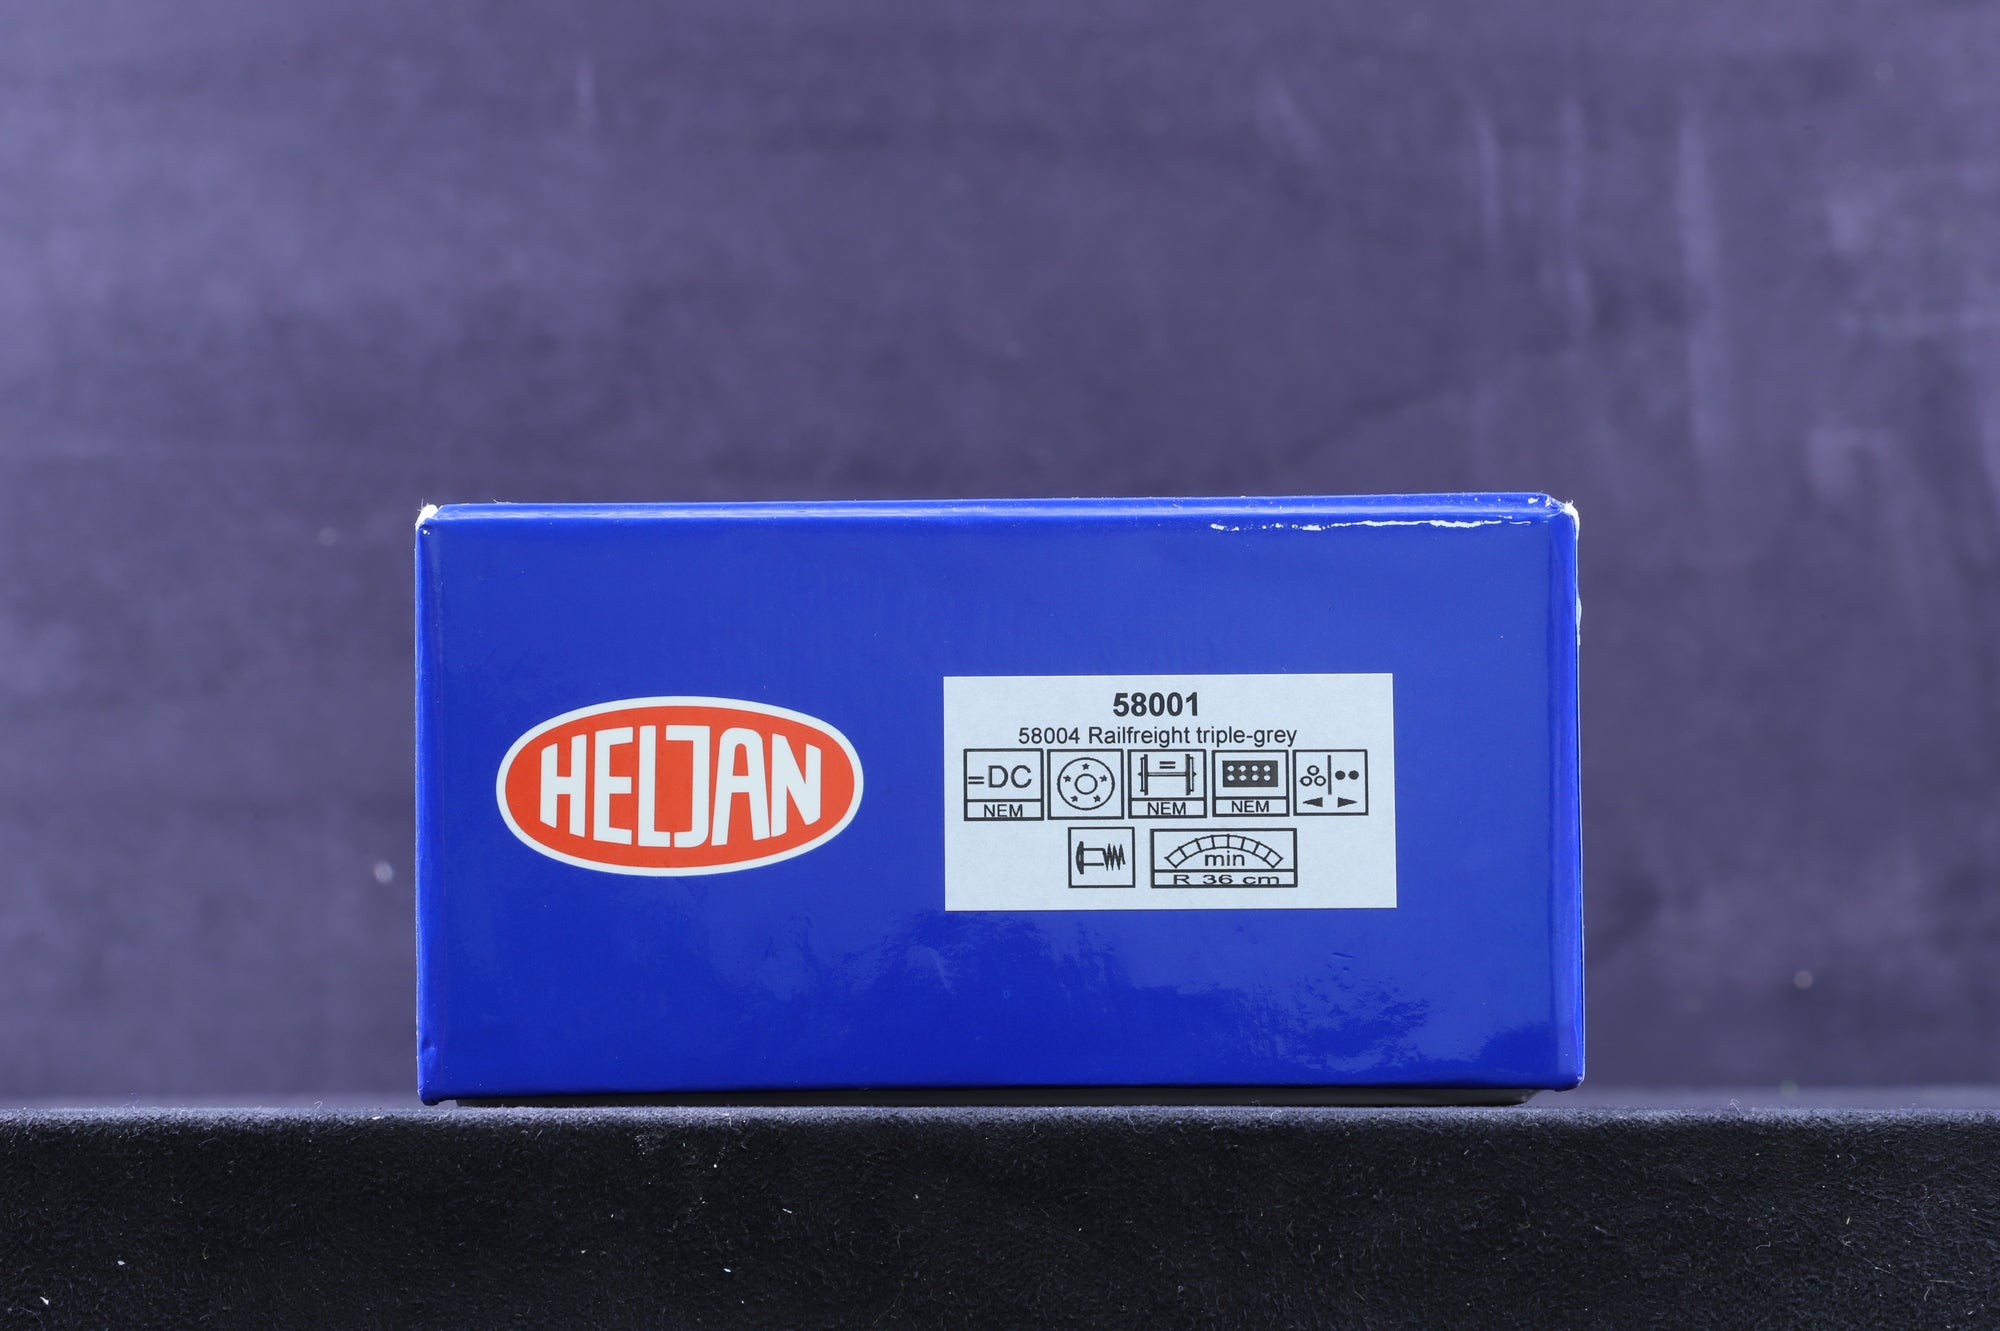 HELJAN
58001
58004 Railfreight triple-grey
=DC
NEM
NEM
NEM
min
R 36 cm